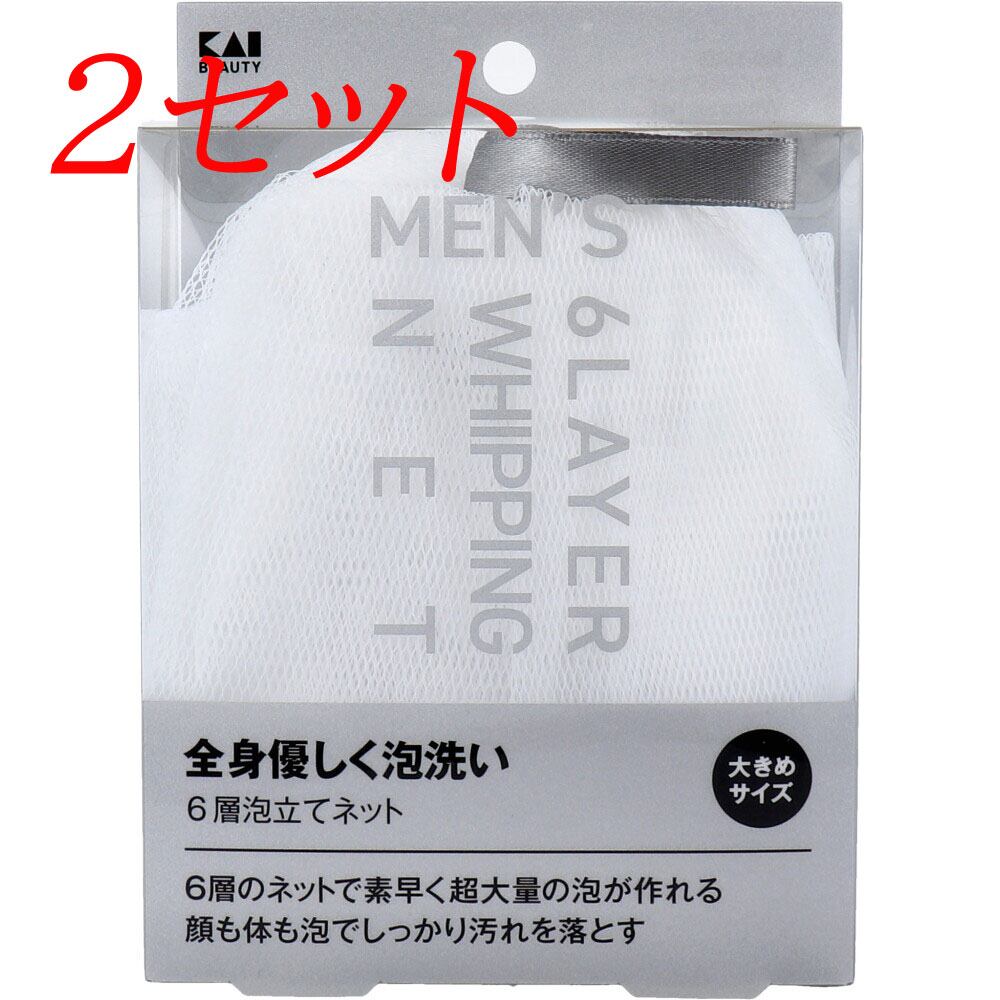 KAI
BEAUTY
2セット
MEN'S
6LAYER
WHIPPING
NET
全身優しく泡洗い
6層泡立てネット
大きめ
サイズ
6層のネットで素早く超大量の泡が作れる
顔も体も泡でしっかり汚れを落とす